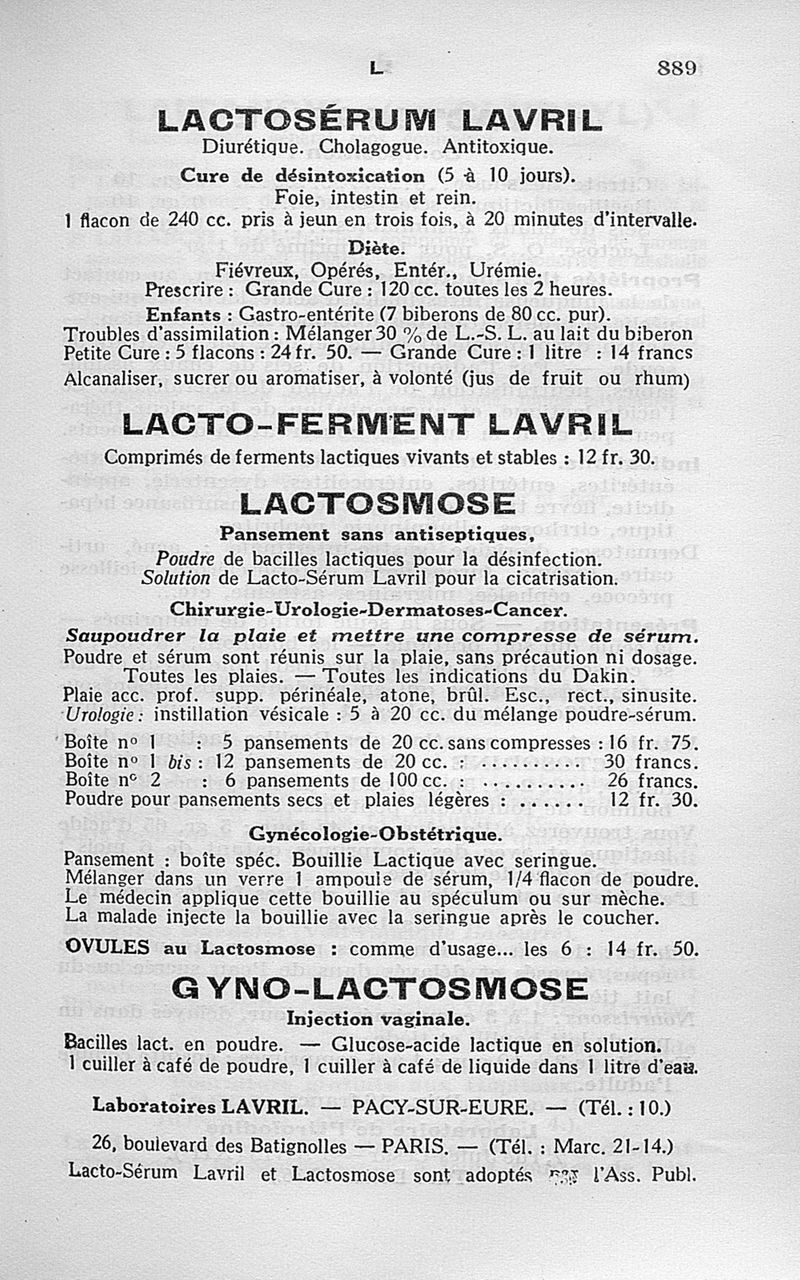 L 889
LACTOSÉRUM LAVRIL
Diurétique. Cholagogue. Antitoxique.
Cure de désintoxication (5 à 10 jours).
Foie, intestin et rein.
1 flacon de 240 cc. pris à jeun en trois fois, à 20 minutes d'intervalle.
Diète.
Fiévreux, Opérés, Entér., Urémie.
Prescrire : Grande Cure : 120 cc. toutes les 2 heures.
Enfants : Gastro-entérite (7 biberons de 80 cc. pur).
Troubles d'assimilation : Mélanger 30 % de L.-S. L. au lait du biberon
Petite Cure : 5 flacons : 24 fr. 50. — Grande Cure : 1 litre : 14 francs
Alcanaliser, sucrer ou aromatiser, à volonté (jus de fruit ou rhum)
LACTO-FERMENT LAVRIL
Comprimés de ferments lactiques vivants et stables : 12 fr. 30.
LACTOSMOSE
Pansement sans antiseptiques,
Poudre de bacilles lactiques pour la désinfection.
Solution de Lacto-Sérum Lavril pour la cicatrisation.
Chirurgie-Urologie-Dermatoses-Cancer.
Saupoudrer la plaie et mettre une compresse de sérum.
Poudre et sérum sont réunis sur la plaie, sans précaution ni dosage.
Toutes les plaies. — Toutes les indications du Dakin.
Plaie acc. prof. supp. périnéale, atone, brûl. Esc., rect., sinusite.
Urologie : instillation vésicale : 5 à 20 cc. du mélange poudre-sérum.
Boîte nº 1 : 5 pansements de 20 cc. sans compresses : 16 fr. 75.
Boîte nº 1 bis : 12 pansements de 20 cc. : .......... 30 francs.
Boîte nº 2 : 6 pansements de 100 cc. : .......... 26 francs.
Poudre pour pansements secs et plaies légères : ...... 12 fr. 30.
Gynécologie-Obstétrique.
Pansement : boîte spéc. Bouillie Lactique avec seringue.
Mélanger dans un verre 1 ampoule de sérum, 1/4 flacon de poudre.
Le médecin applique cette bouillie au spéculum ou sur mèche.
La malade injecte la bouillie avec la seringue après le coucher.
OVULES au Lactosmose : comme d'usage... les 6 : 14 fr. 50.
GYNO-LACTOSMOSE
Injection vaginale.
Bacilles lact. en poudre. — Glucose-acide lactique en solution.
1 cuiller à café de poudre, 1 cuiller à café de liquide dans 1 litre d'eau.
Laboratoires LAVRIL. — PACY-SUR-EURE. — (Tél. : 10.)
26, boulevard des Batignolles — PARIS. — (Tél. : Marc. 21-14.)
Lacto-Sérum Lavril et Lactosmose sont adoptés l'Ass. Publ.